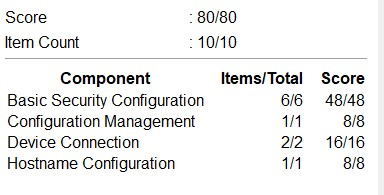 Score : 80/80
Item Count : 10/10
Component Items/Total Score
Basic Security Configuration 6/6 48/48
Configuration Management 1/1 8/8
Device Connection 2/2 16/16
Hostname Configuration 1/1 8/8